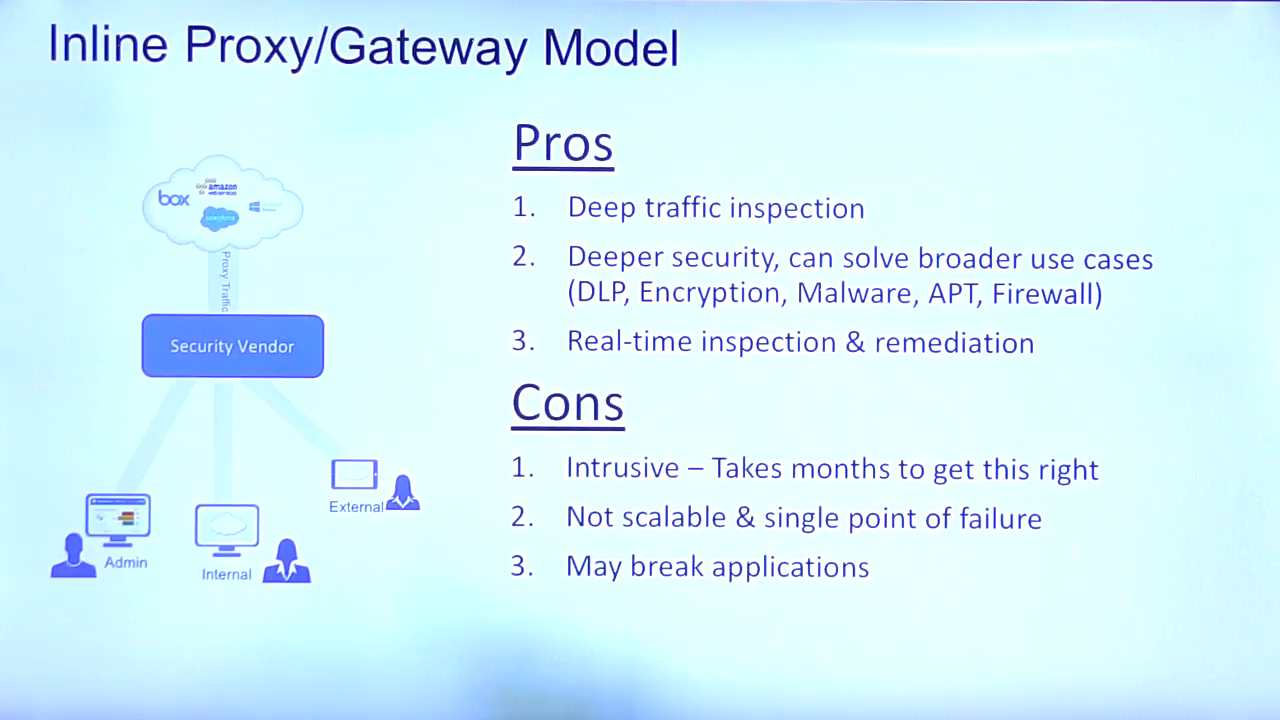 Inline Proxy/Gateway Model
Pros
1. Deep traffic inspection
2. Deeper security, can solve broader use cases
(DLP, Encryption, Malware, APT, Firewall)
3. Real-time inspection & remediation
Cons
1. Intrusive – Takes months to get this right
2. Not scalable & single point of failure
3. May break applications
box
amazon
web services
salesforce
Proxy Traffic
Security Vendor
External
Admin
Internal